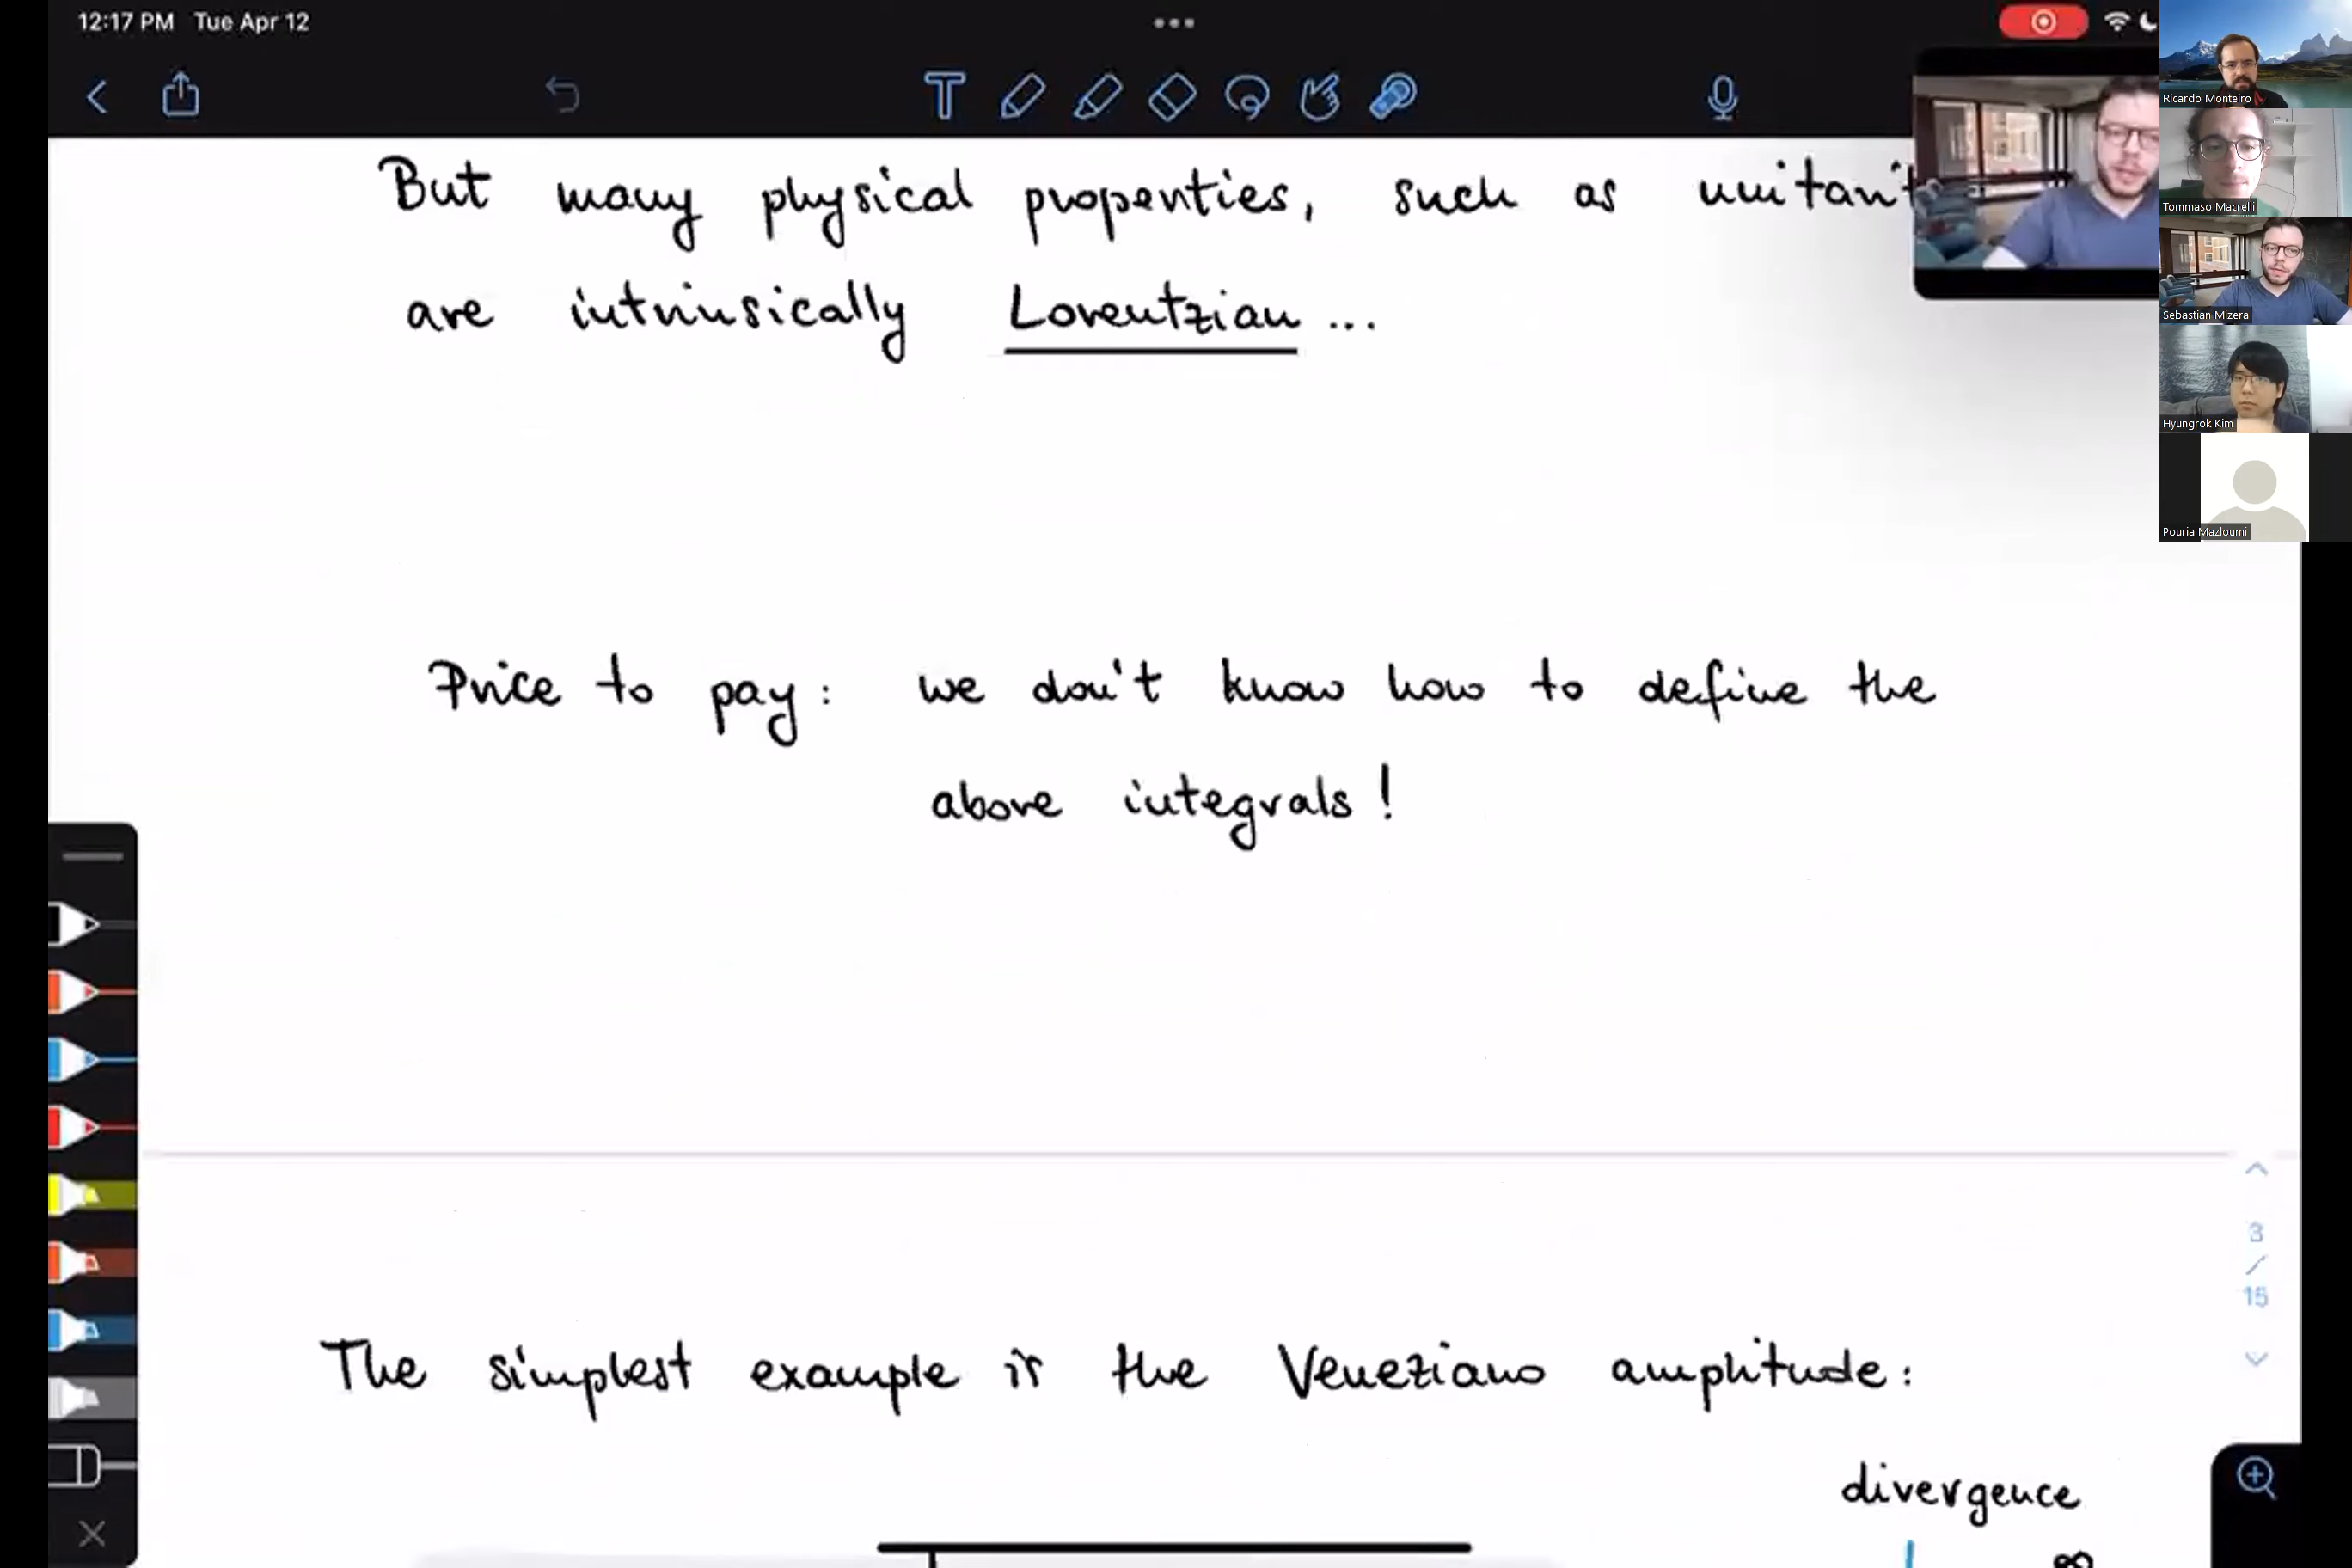 12:17 PM Tue Apr 12
But many physical properties, such as
are intrinsically Lorentzian ...
Price to pay: we don't know how to define the
above integrals!
3
/
15
The simplest example is the Veneziano amplitude:
divergence
∞
Ricardo Monteiro
Tommaso Macrelli
Sebastian Mizera
Hyungrok Kim
Pouria Mazloumi